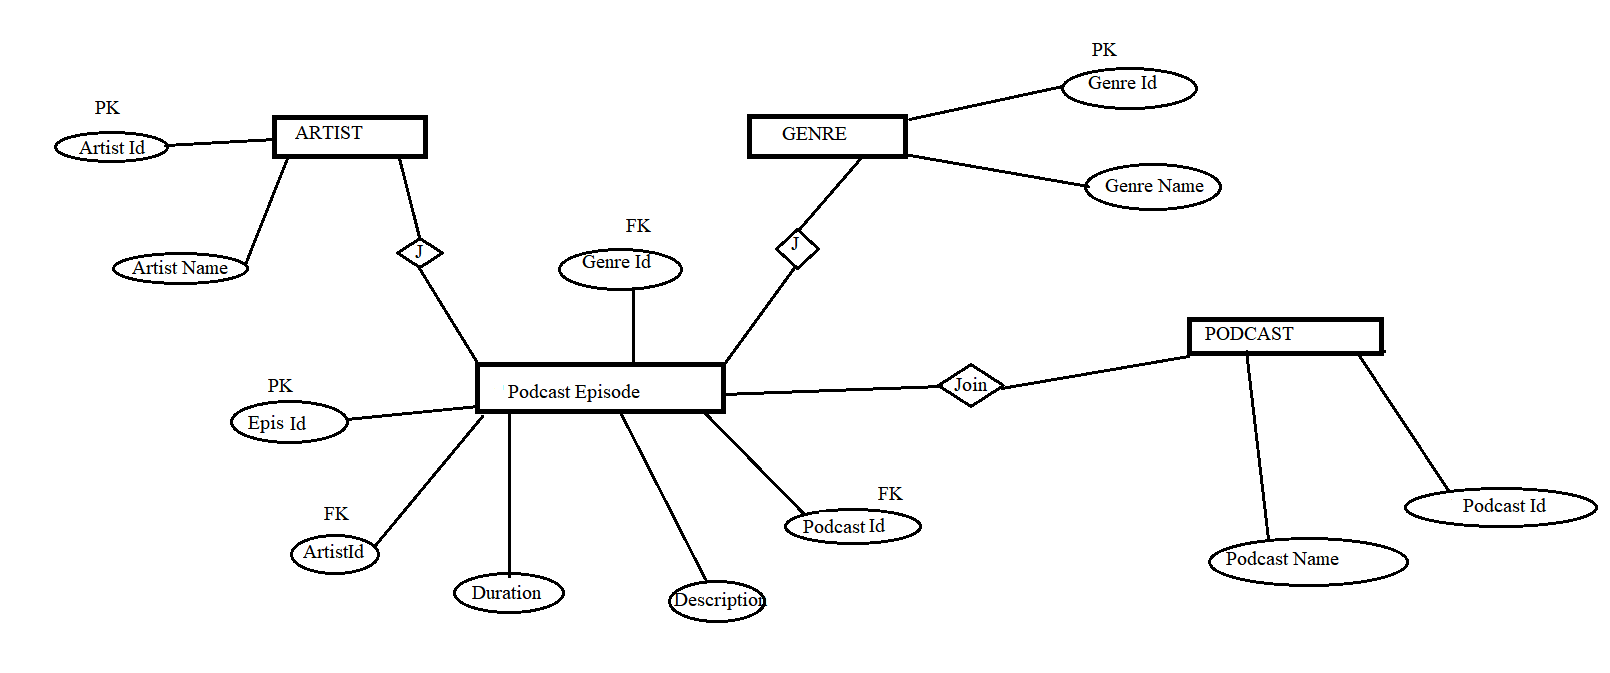 PK
Genre Id
PK
ARTIST
GENRE
Artist Id
Genre Name
FK
J
J
Genre Id
Artist Name
PODCAST
PK
Join
Podcast Episode
Epis Id
FK
Podcast Id
FK
Podcast Id
ArtistId
Podcast Name
Duration
Description